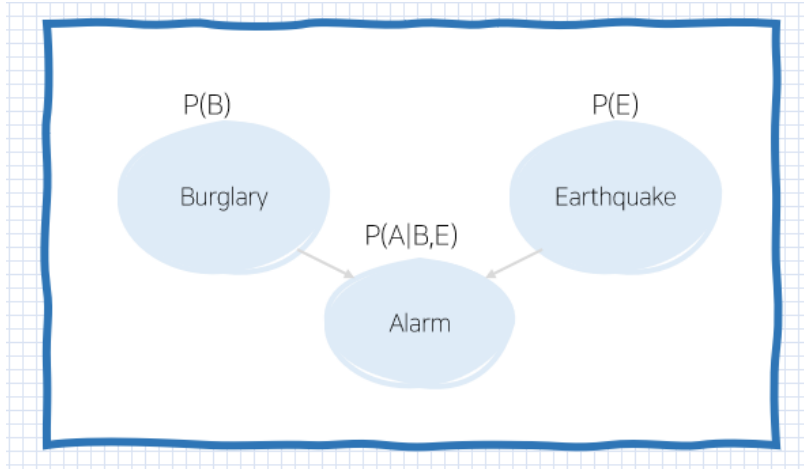 P(B)
P(E)
Burglary
Earthquake
P(A|B,E)
Alarm